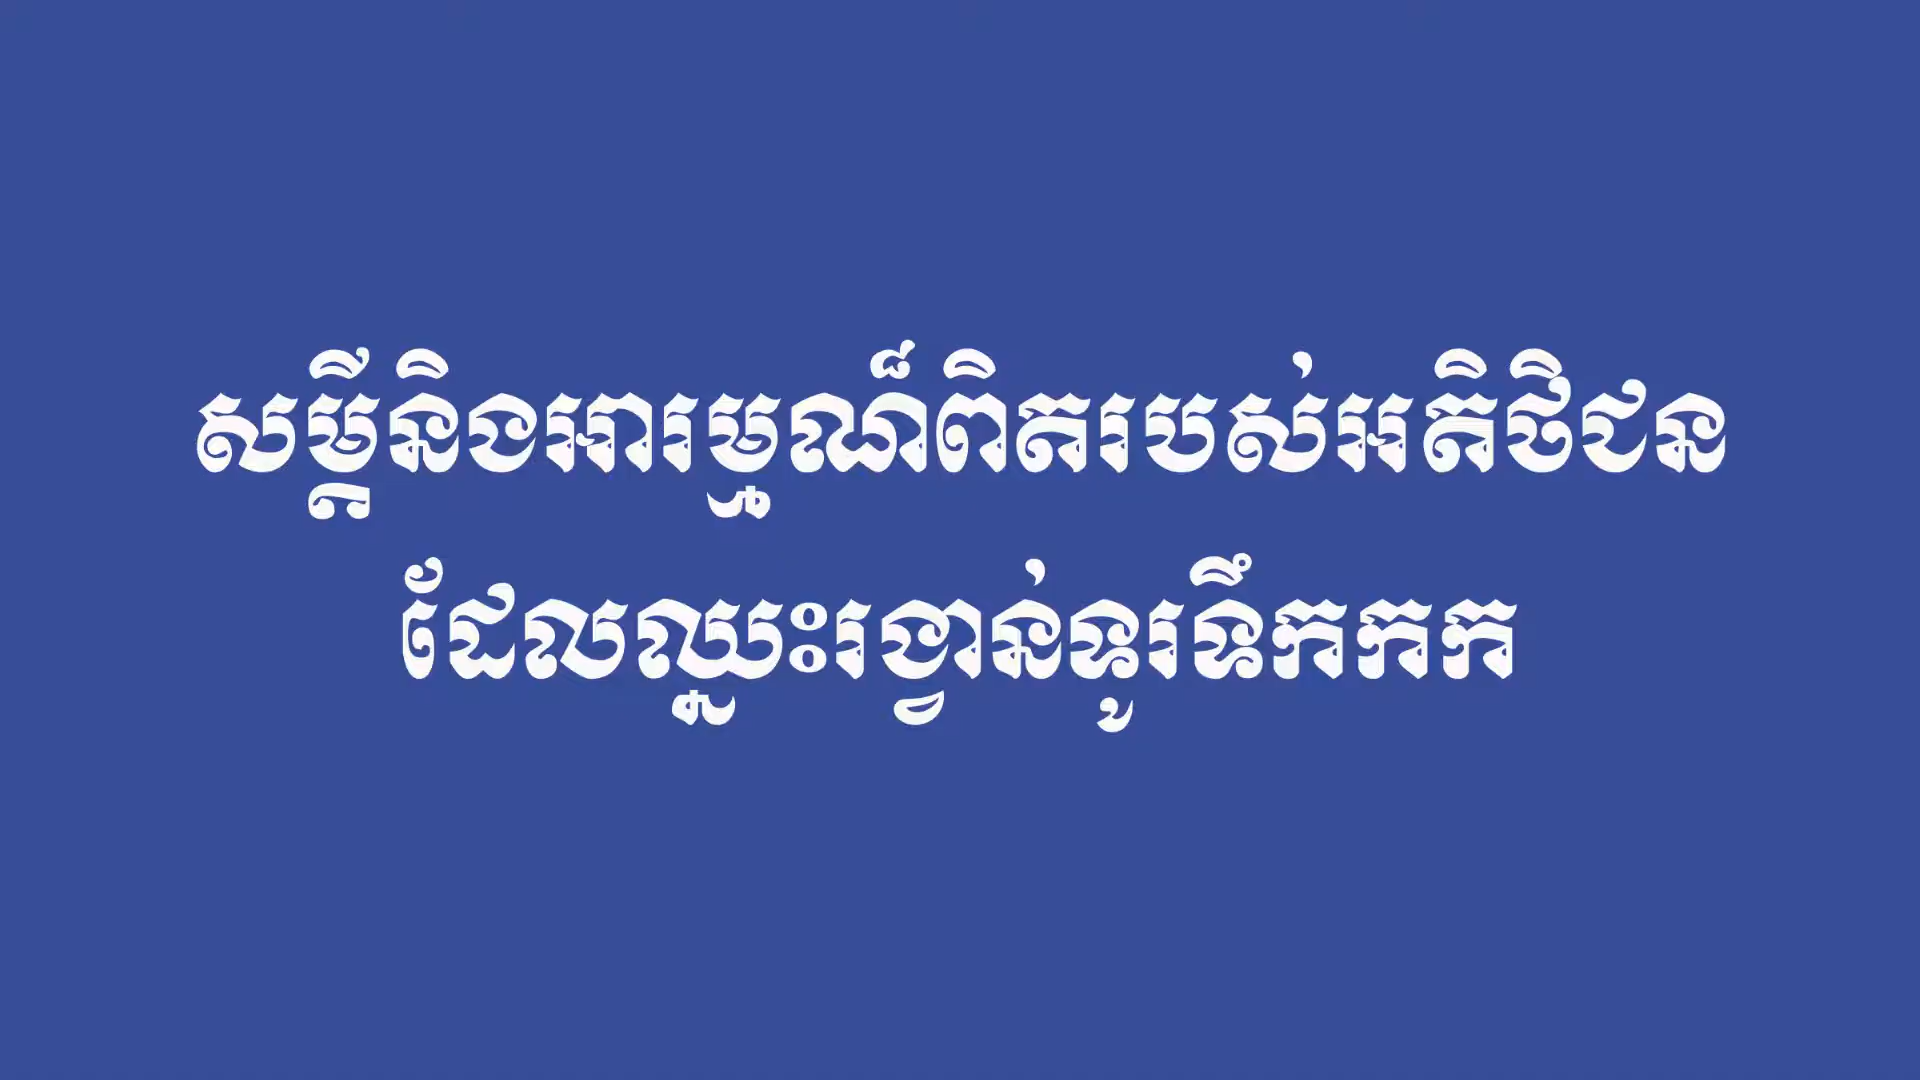 សម្ដីនិងអារម្មណ៍ពិតរបស់អតិថិជន
ដែលឈ្នះរង្វាន់ទូរទឹកកក